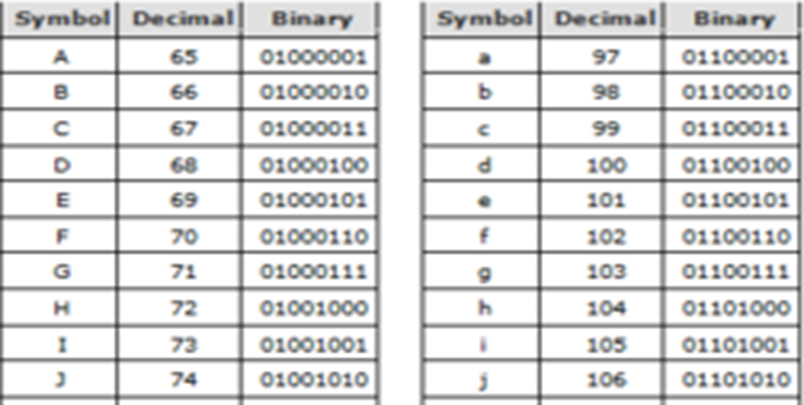 Symbol Decimal Binary Symbol Decimal Binary
A 65 01000001 a 97 01100001
B 66 01000010 b 98 01100010
C 67 01000011 c 99 01100011
D 68 01000100 d 100 01100100
E 69 01000101 e 101 01100101
F 70 01000110 f 102 01100110
G 71 01000111 g 103 01100111
H 72 01001000 h 104 01101000
I 73 01001001 i 105 01101001
J 74 01001010 j 106 01101010